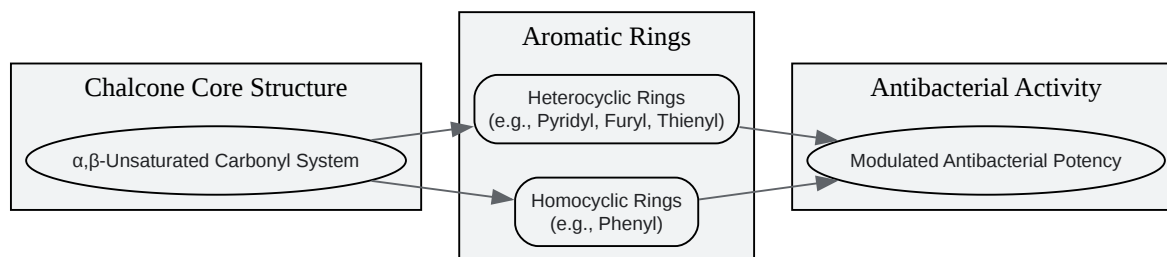 Chalcone Core Structure
α,β-Unsaturated Carbonyl System
Aromatic Rings
Heterocyclic Rings
(e.g., Pyridyl, Furyl, Thienyl)
Homocyclic Rings
(e.g., Phenyl)
Antibacterial Activity
Modulated Antibacterial Potency